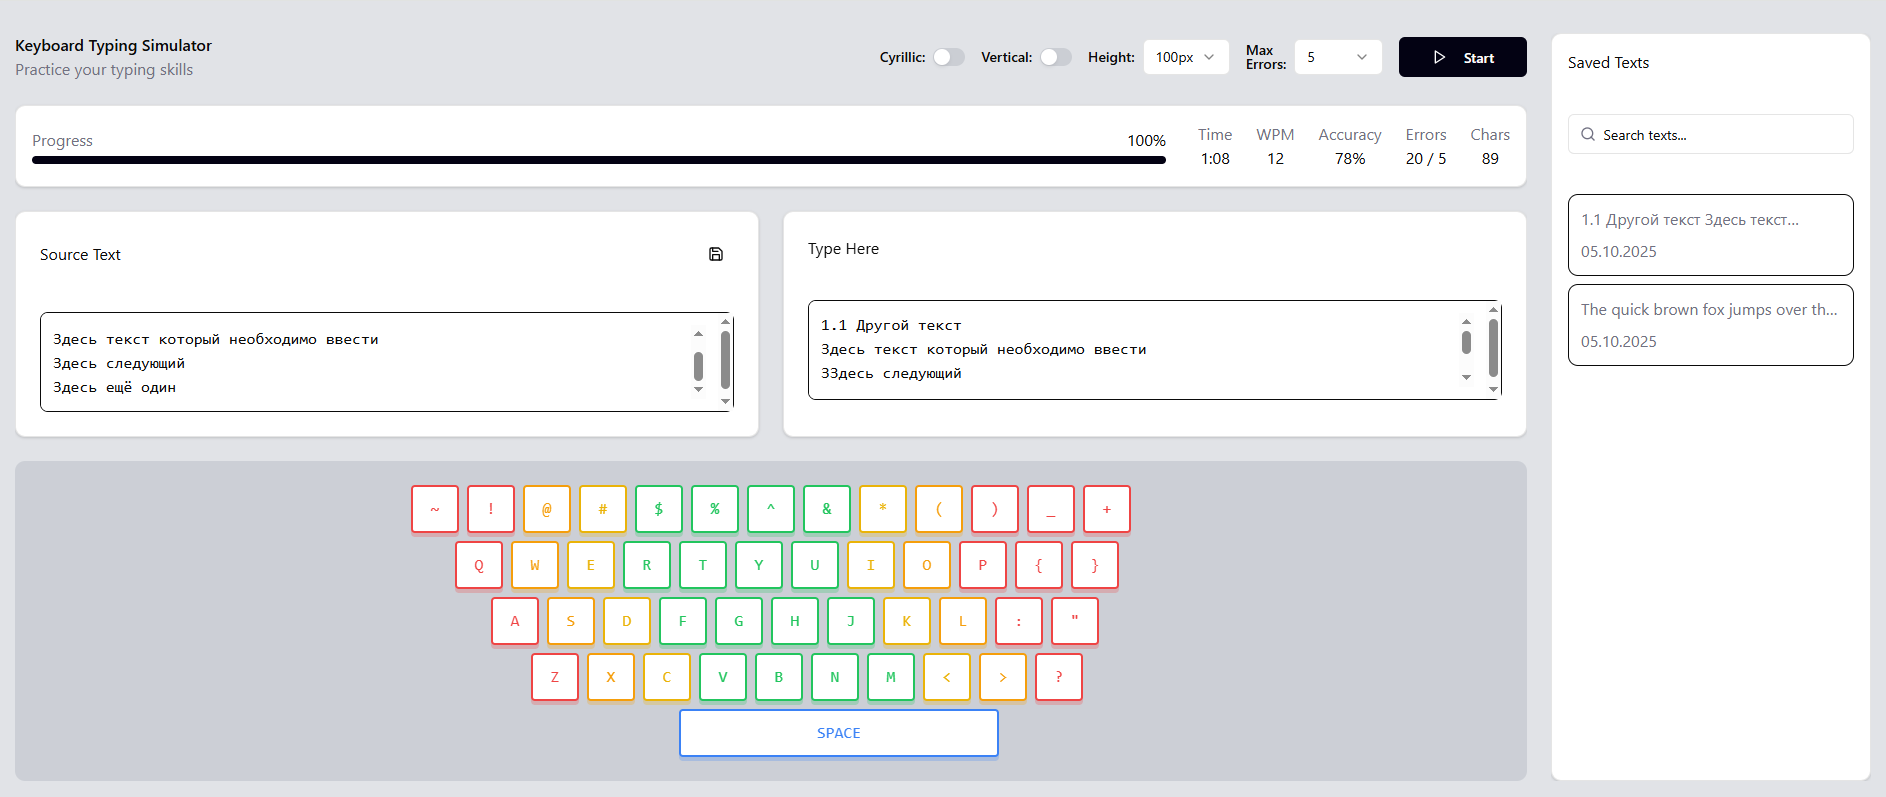 Keyboard Typing Simulator
Practice your typing skills
Cyrillic:
Vertical:
Height:
100px
Max
Errors:
5
Start
Progress
100%
Time
WPM
Accuracy
Errors
Chars
1:08
12
78%
20 / 5
89
Source Text
Здесь текст который необходимо ввести
Здесь следующий
Здесь ещё один
Type Here
1.1 Другой текст
Здесь текст который необходимо ввести
ЗЗдесь следующий
~ ! @ # $ % ^ & * ( ) _ +
Q W E R T Y U I O P { }
A S D F G H J K L : "
Z X C V B N M < > ?
SPACE
Saved Texts
Search texts...
1.1 Другой текст Здесь текст...
05.10.2025
The quick brown fox jumps over th...
05.10.2025